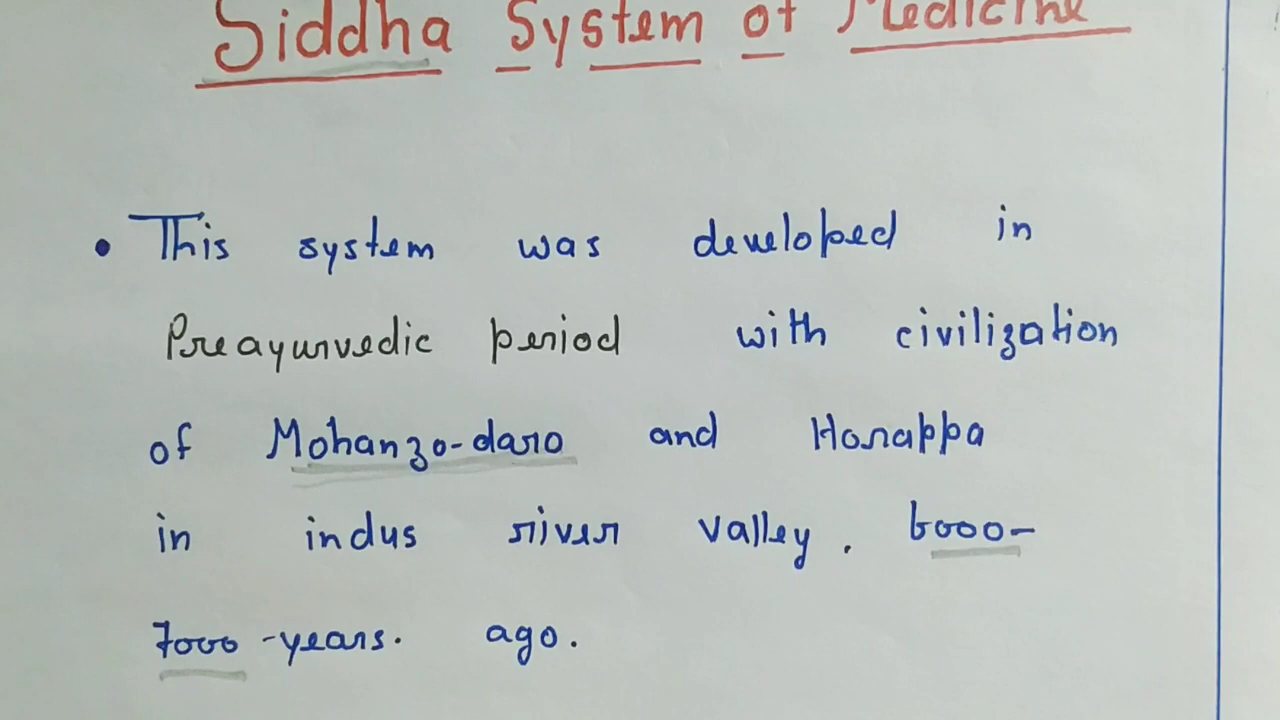 Siddha System of Medicine
• This system was developed in
Preayurvedic period with civilization
of Mohanzo-daro and Harappa
in indus river valley. 6000-
7000-years. ago.